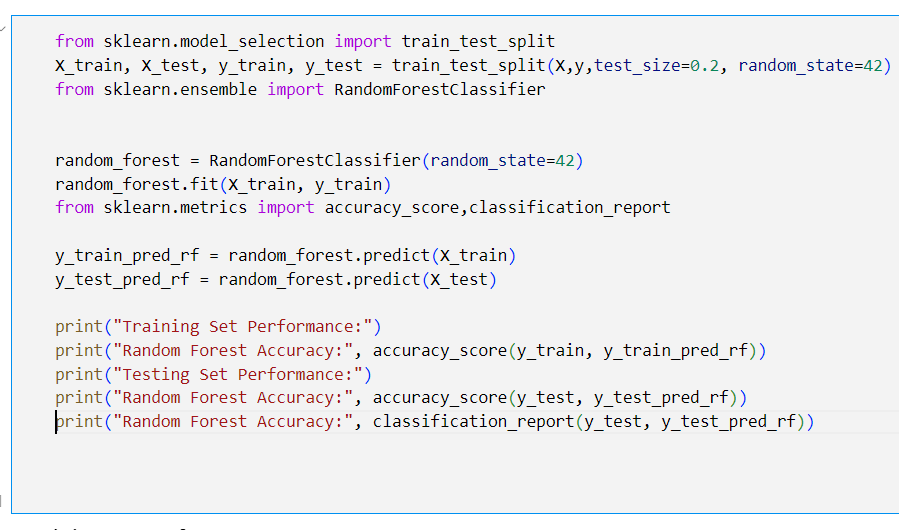 from sklearn.model_selection import train_test_split
X_train, X_test, y_train, y_test = train_test_split(X,y,test_size=0.2, random_state=42)
from sklearn.ensemble import RandomForestClassifier
random_forest = RandomForestClassifier(random_state=42)
random_forest.fit(X_train, y_train)
from sklearn.metrics import accuracy_score,classification_report
y_train_pred_rf = random_forest.predict(X_train)
y_test_pred_rf = random_forest.predict(X_test)
print("Training Set Performance:")
print("Random Forest Accuracy:", accuracy_score(y_train, y_train_pred_rf))
print("Testing Set Performance:")
print("Random Forest Accuracy:", accuracy_score(y_test, y_test_pred_rf))
print("Random Forest Accuracy:", classification_report(y_test, y_test_pred_rf))